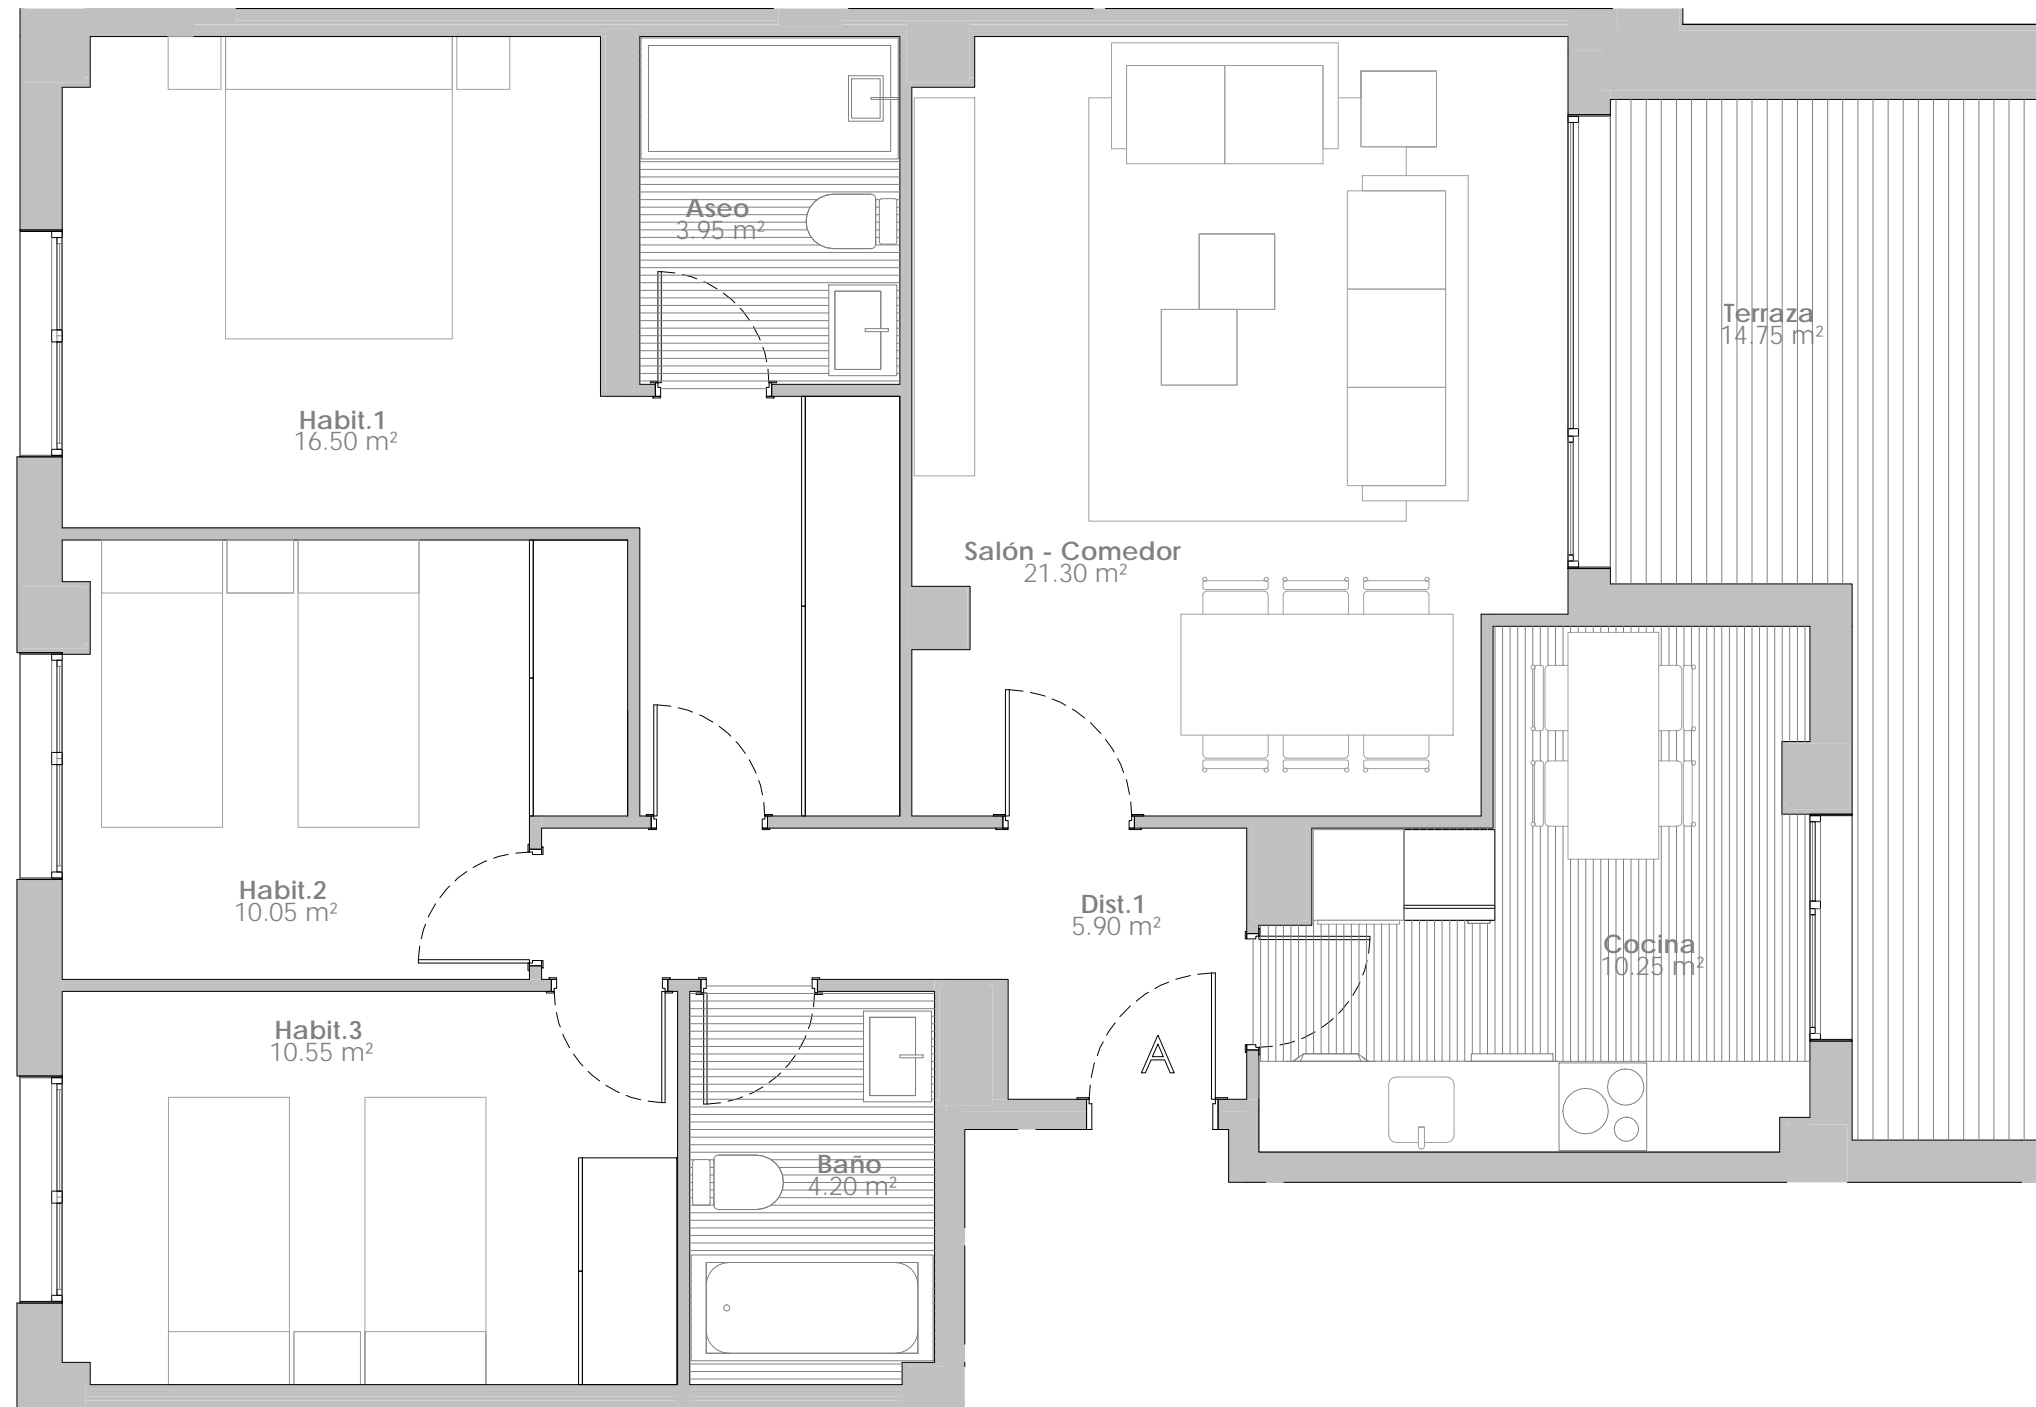 Aseo
3.95 m²
Terraza
14.75 m²
Habit.1
16.50 m²
Salón - Comedor
21.30 m²
Habit.2
10.05 m²
Dist.1
5.90 m²
Cocina
10.25 m²
Habit.3
10.55 m²
A
Baño
4.20 m²